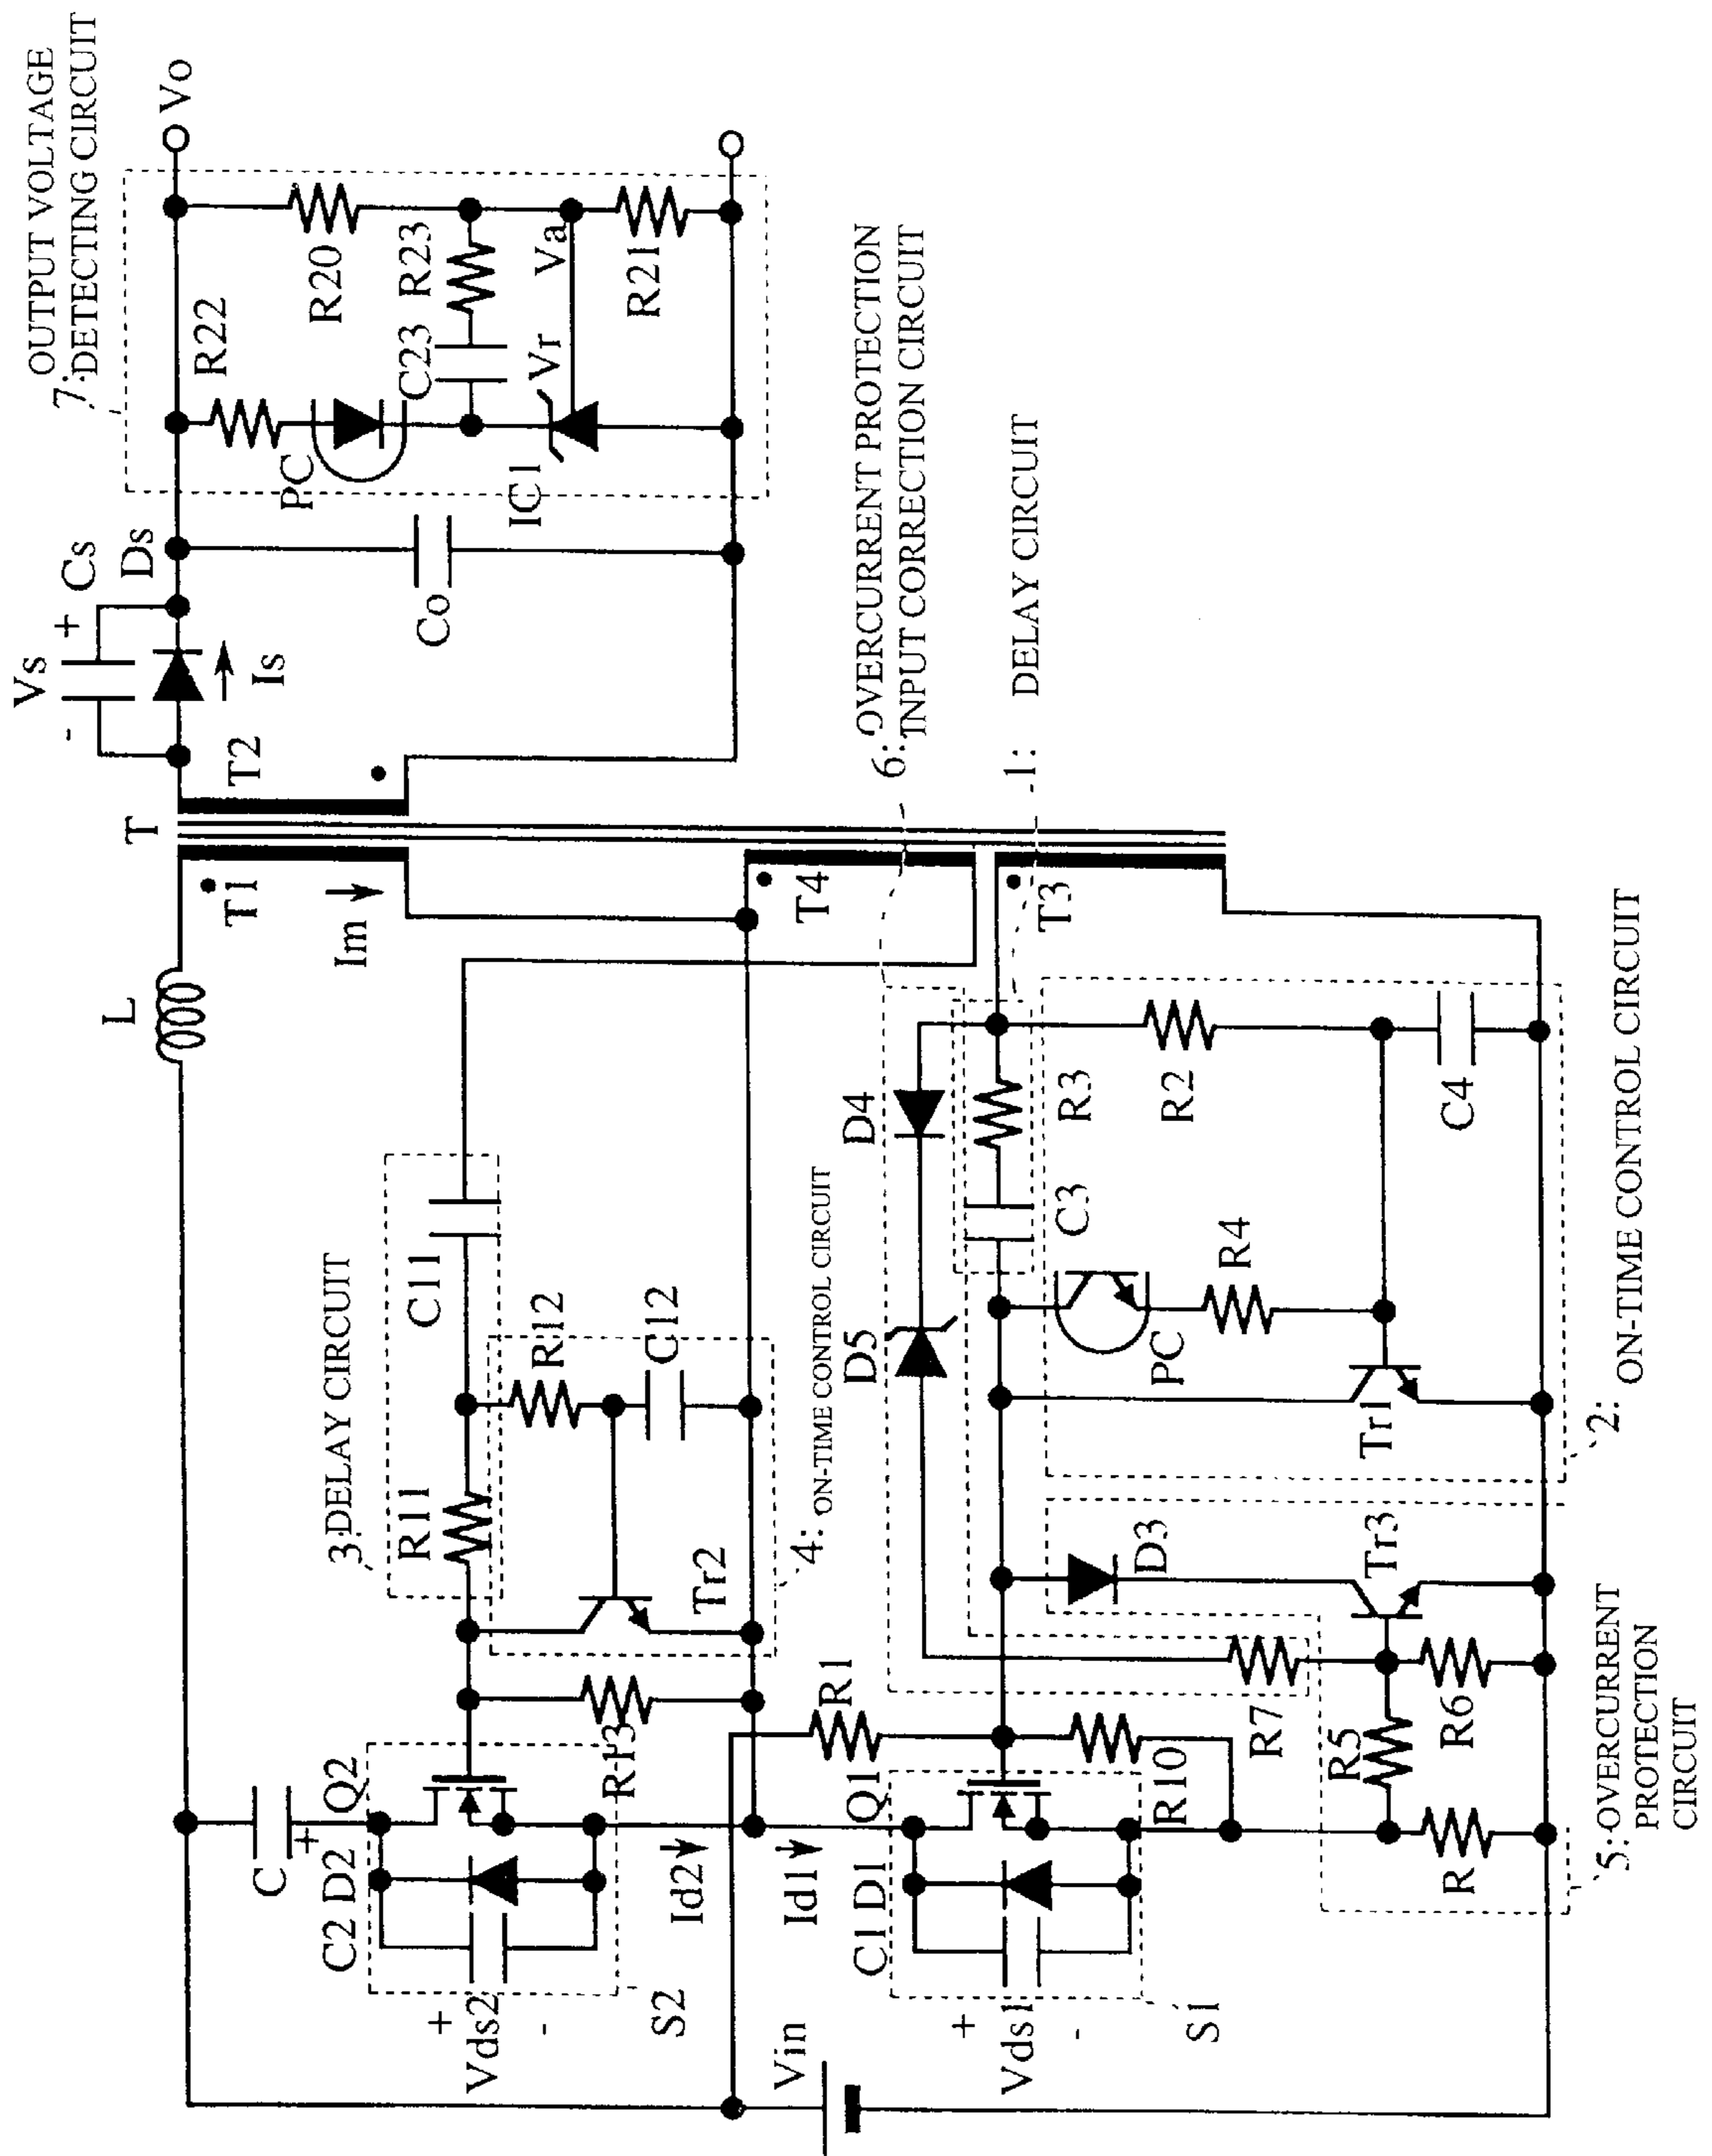 7:
OUTPUT VOLTAGE
DETECTING CIRCUIT
Vo
R22
R20
R23
C23
Va
Vr
R21
PC
IC1
Vs
+
-
Cs
Ds
Is
Co
T2
T
T1
Im
T4
T3
L
6:
OVERCURRENT PROTECTION
INPUT CORRECTION CIRCUIT
1: DELAY CIRCUIT
3:DELAY CIRCUIT
C11
R11
R12
C12
Tr2
4:
ON-TIME CONTROL CIRCUIT
D4
D5
R3
C3
R2
C4
R4
PC
Tr1
2:
ON-TIME CONTROL CIRCUIT
D3
Tr3
R1
R7
R5
R6
R10
R
5:OVERCURRENT
PROTECTION
CIRCUIT
R13
Q2
C
+
C2 D2
Id2
Id1
Q1
C1 D1
+
Vds2
-
S2
+
Vds1
-
S1
Vin